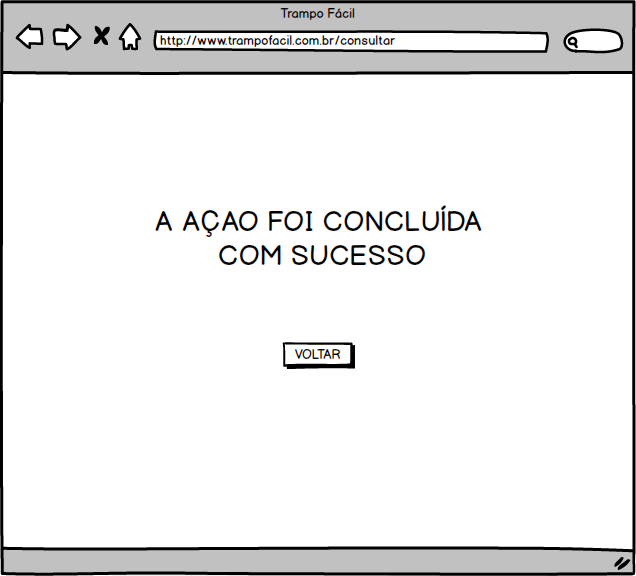 Trampo Fácil
http://www.trampofacil.com.br/consultar
A AÇAO FOI CONCLUÍDA
COM SUCESSO
VOLTAR